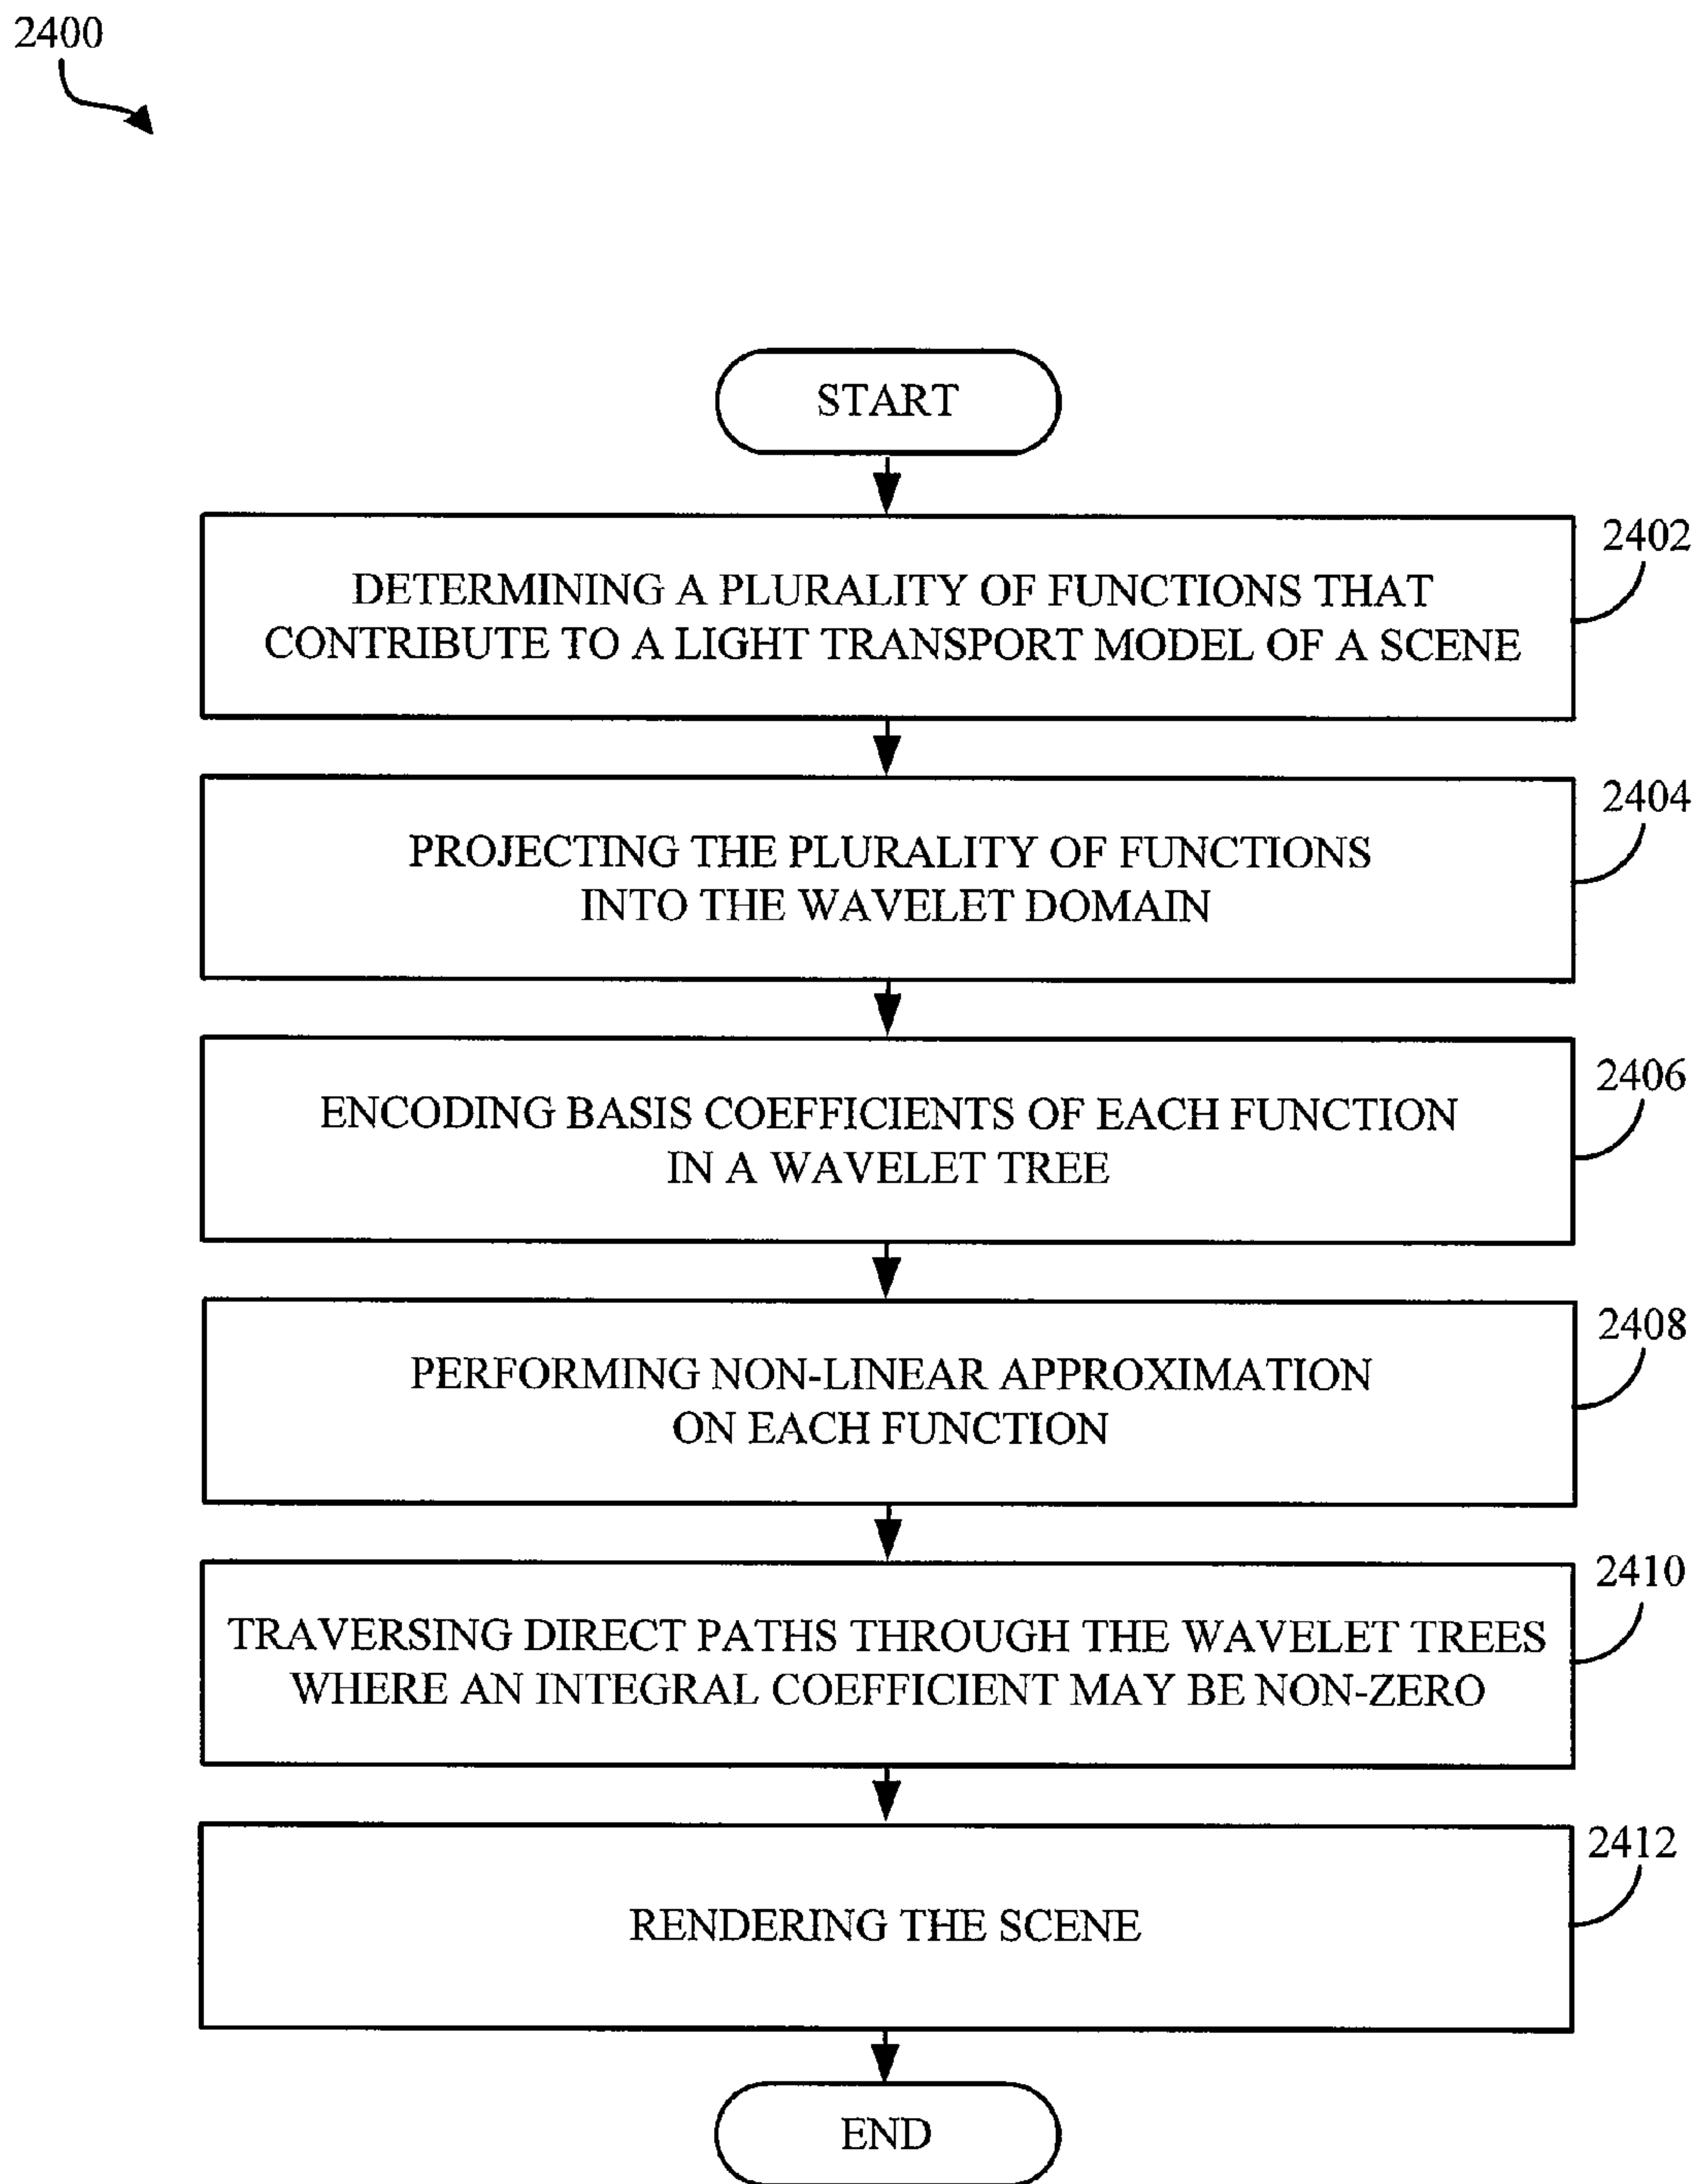 2400
START
2402
DETERMINING A PLURALITY OF FUNCTIONS THAT
CONTRIBUTE TO A LIGHT TRANSPORT MODEL OF A SCENE
2404
PROJECTING THE PLURALITY OF FUNCTIONS
INTO THE WAVELET DOMAIN
2406
ENCODING BASIS COEFFICIENTS OF EACH FUNCTION
IN A WAVELET TREE
2408
PERFORMING NON-LINEAR APPROXIMATION
ON EACH FUNCTION
2410
TRAVERSING DIRECT PATHS THROUGH THE WAVELET TREES
WHERE AN INTEGRAL COEFFICIENT MAY BE NON-ZERO
2412
RENDERING THE SCENE
END